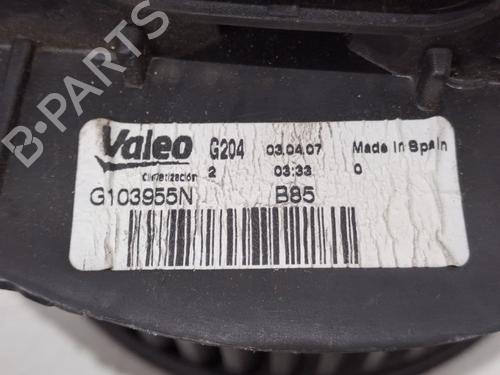 B-PARTS
Valeo G204 03.04.07 Made in Spain
Climatización 2 03:33 0
G103955N B85